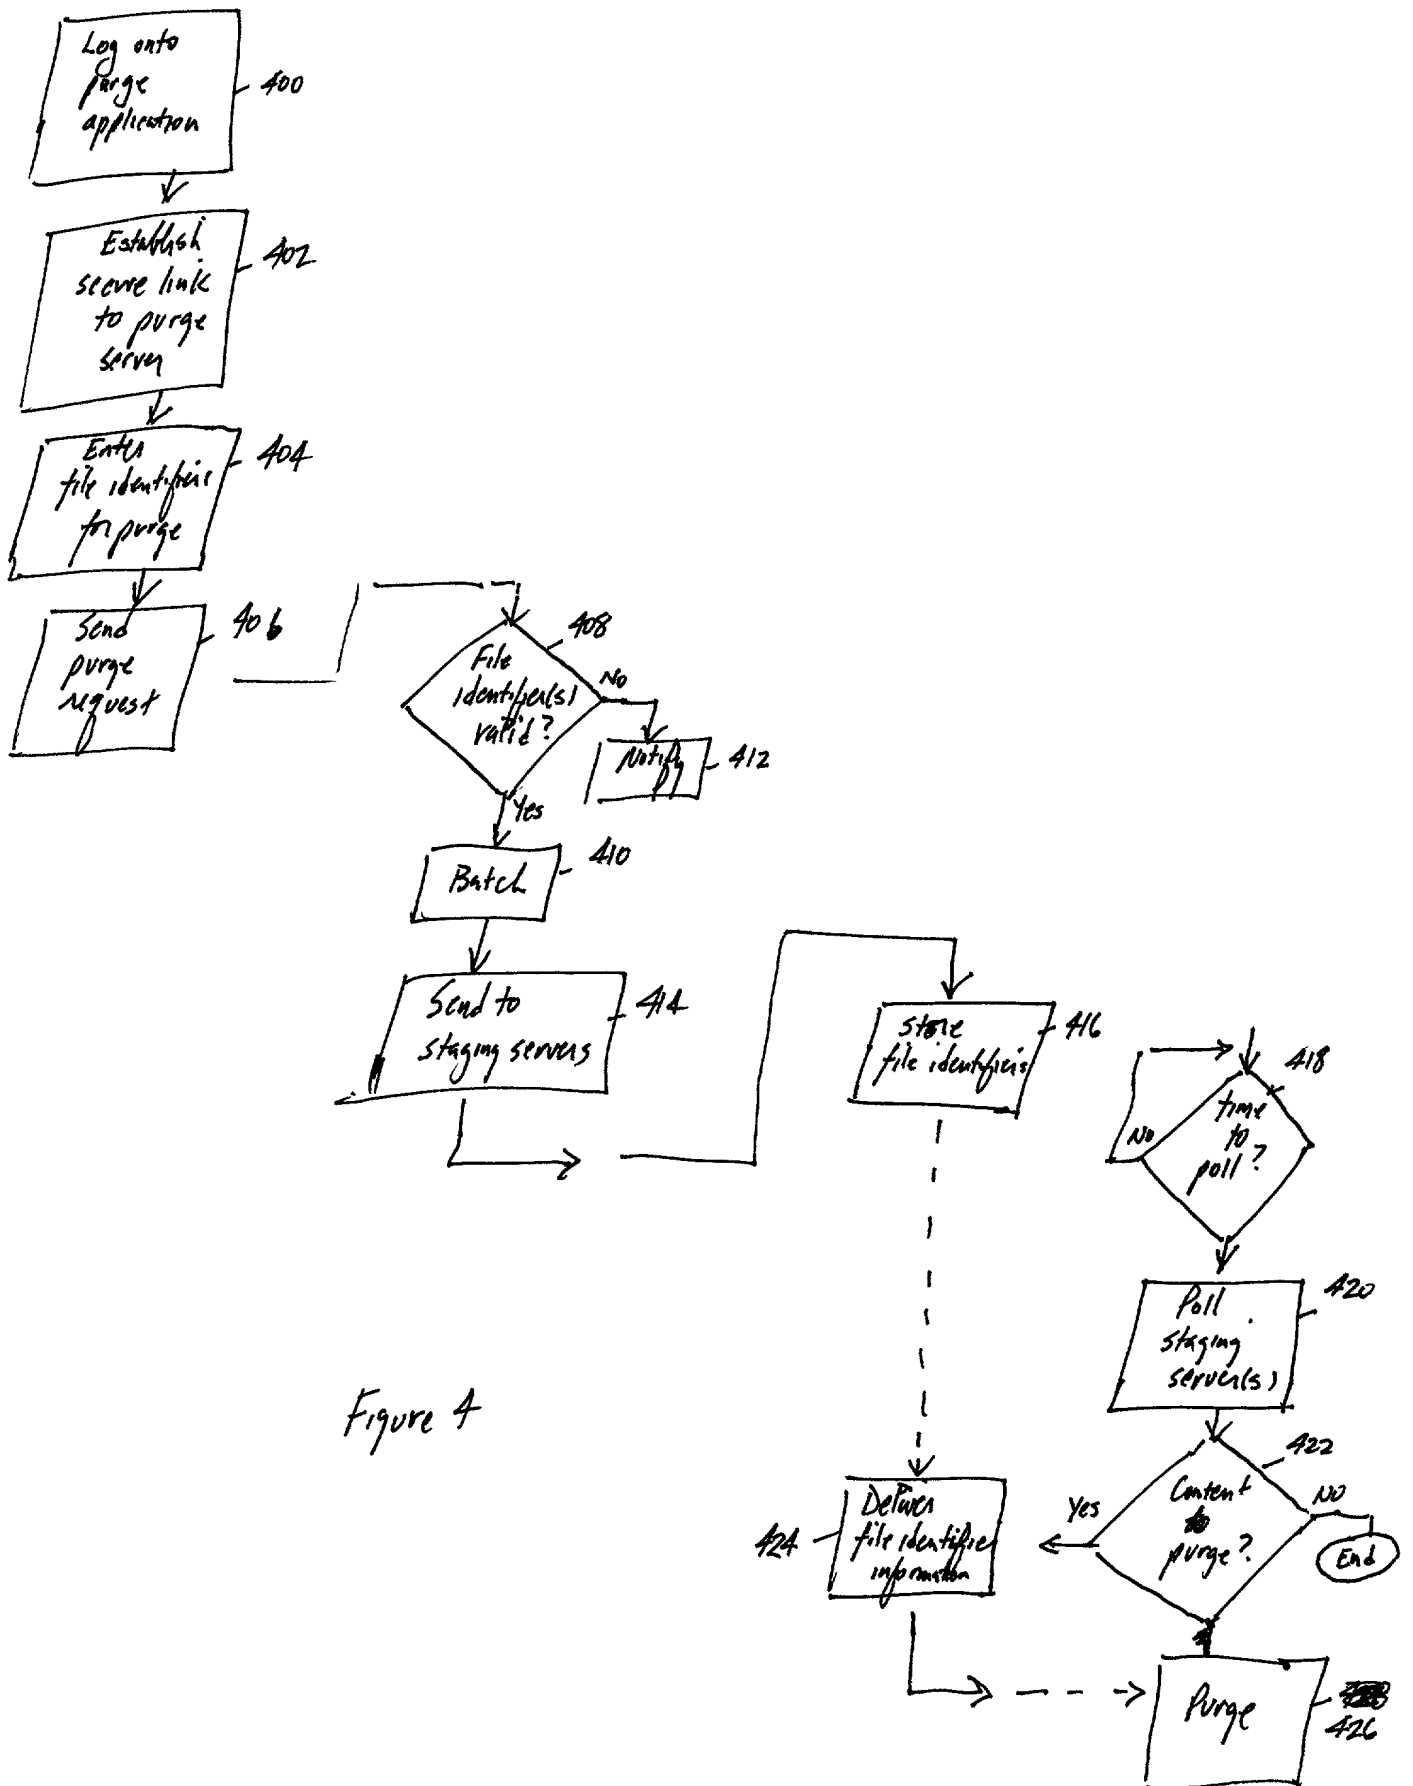 Log onto
purge
application
400
Establish
secure link
to purge
server
402
Enter
file identifiers
for purge
404
Send
purge
request
406
File
identifier(s)
valid?
408
No
Notify
412
Yes
Batch
410
Send to
staging servers
414
Store
file identifiers
416
time
to
poll?
418
No
Poll
staging
server(s)
420
Content
to
purge?
422
Yes
NO
End
Deliver
file identifier
information
424
Purge
426
Figure 4